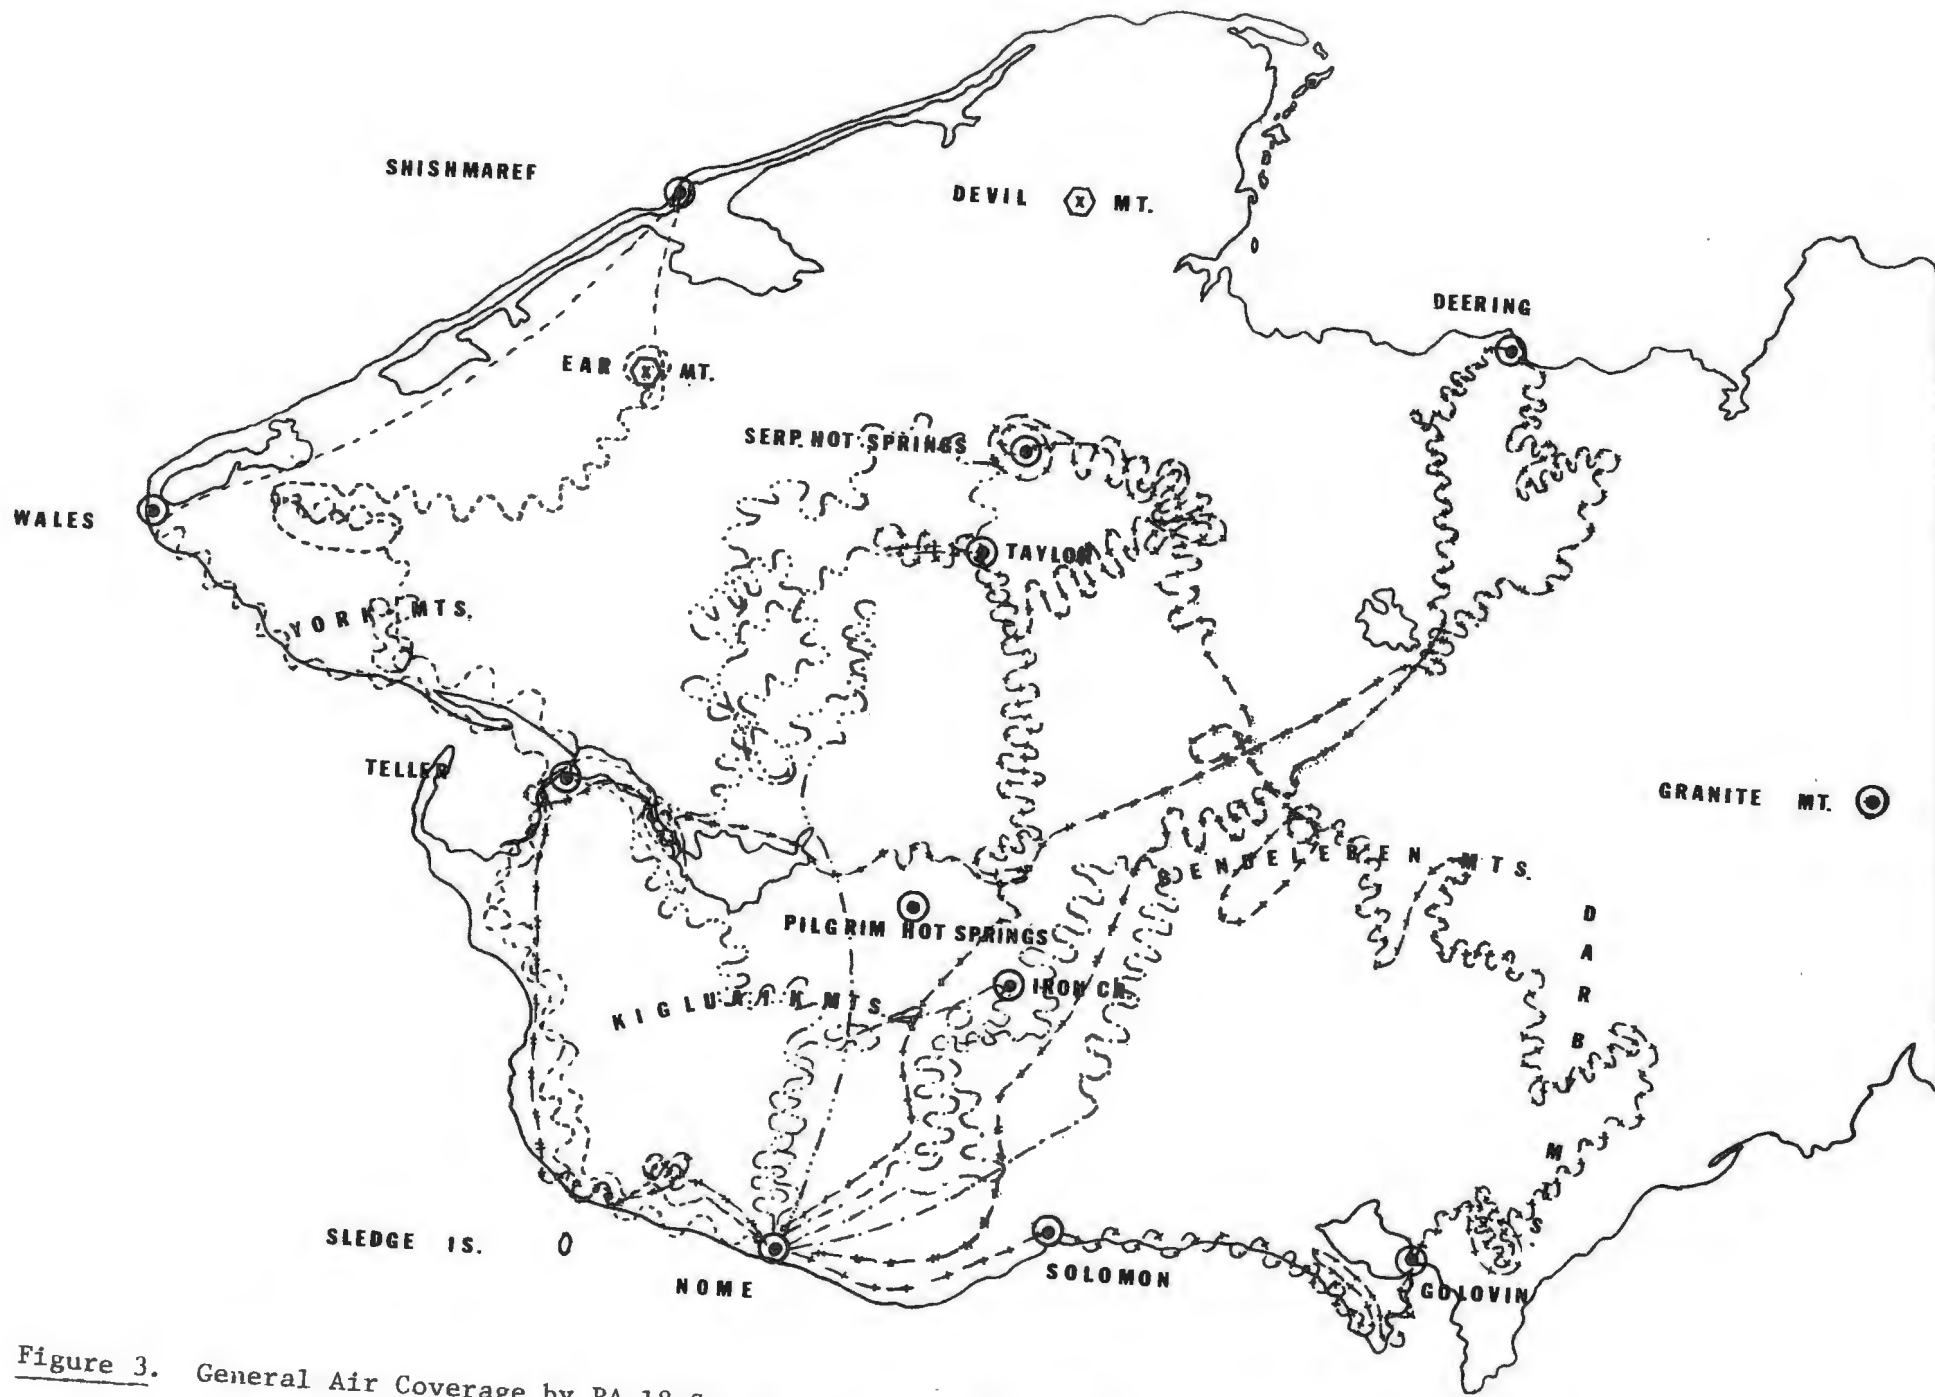 SHISHMAREF
DEVIL MT.
DEERING
EAR MT.
SERP. HOT SPRINGS
WALES
TAYLOR
YORK MTS.
TELLER
GRANITE MT.
BENDELEBEN MTS.
DARBY MTS.
PILGRIM HOT SPRINGS
IRON CR.
KIGLUAIK MTS.
SLEDGE IS.
NOME
SOLOMON
GOLOVIN
Figure 3. General Air Coverage by PA-18